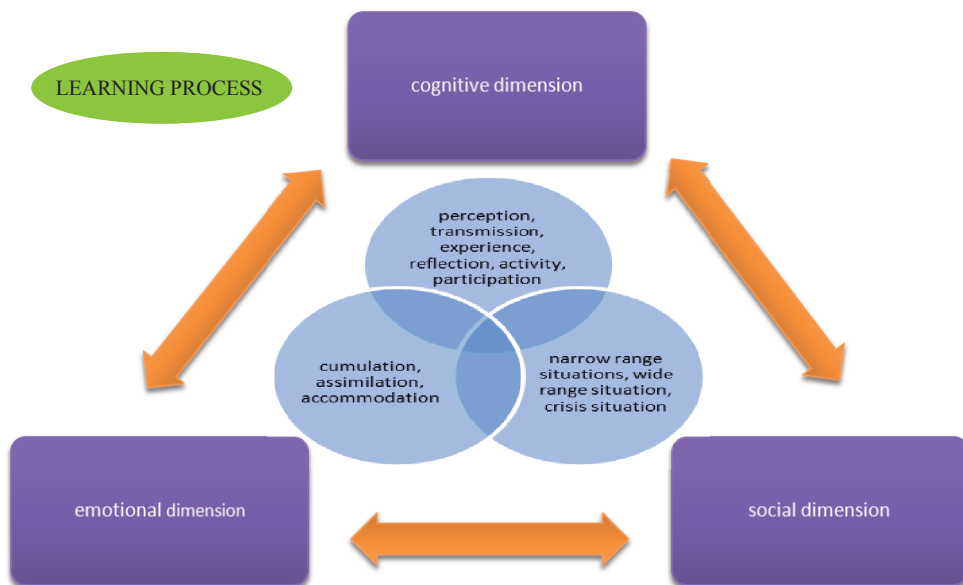 LEARNING PROCESS
cognitive dimension
perception,
transmission,
experience,
reflection, activity,
participation
cumulation,
assimilation,
accommodation
narrow range
situations, wide
range situation,
crisis situation
emotional dimension
social dimension